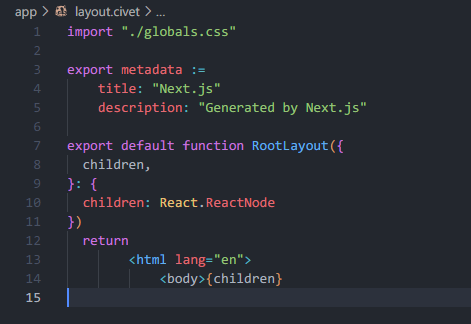 app > layout.civet > ...
1 import "./globals.css"
2
3 export metadata :=
4     title: "Next.js"
5     description: "Generated by Next.js"
6
7 export default function RootLayout({
8   children,
9 }: {
10   children: React.ReactNode
11 })
12   return
13         <html lang="en">
14             <body>{children}
15